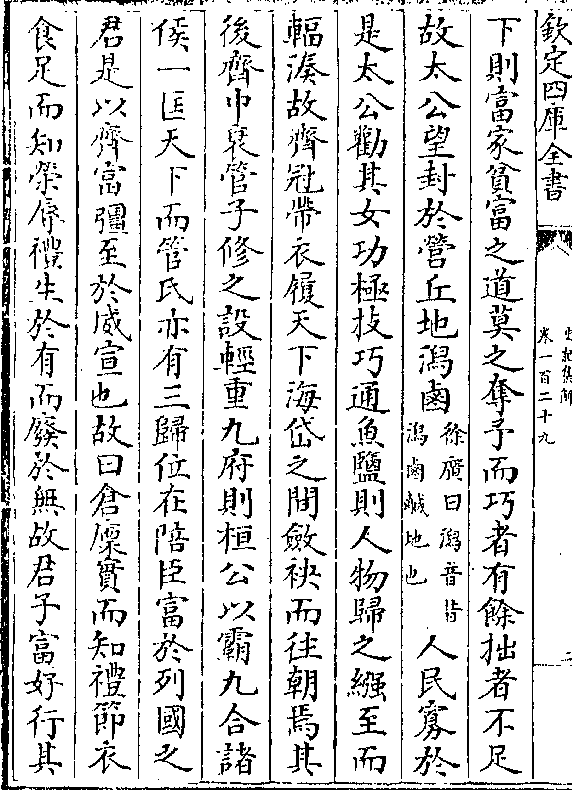 欽定四庫全書
史記集解
卷一百二十九
二
下則富家貧富之道莫之奪予而巧者有餘拙者不足
故太公望封於營丘地潟鹵徐廣曰潟音昔潟鹵鹹地也人民寡於
是太公勸其女功極技巧通魚鹽則人物歸之繦至而
輻湊故齊冠帶衣履天下海岱之間斂袂而往朝焉其
後齊中衰管子修之設輕重九府則桓公以霸九合諸
侯一匡天下而管氏亦有三歸位在陪臣富於列國之
君是以齊富彊至於威宣也故曰倉廩實而知禮節衣
食足而知榮辱禮生於有而廢於無故君子富好行其